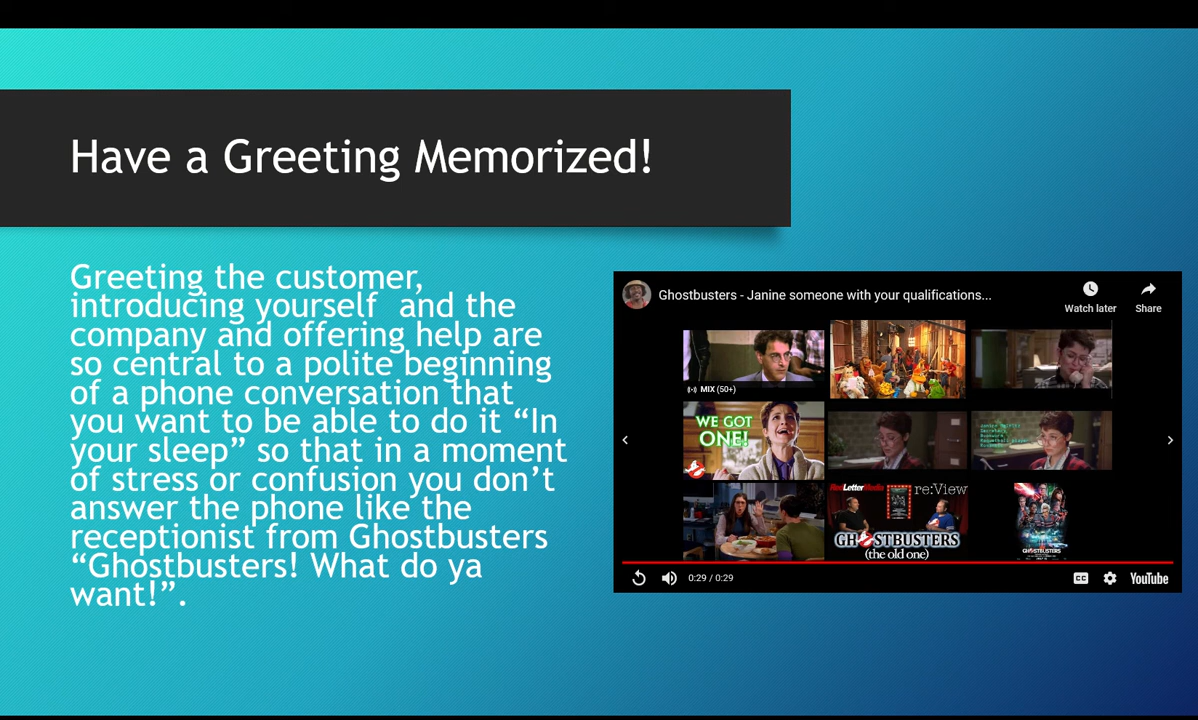 Have a Greeting Memorized!
Greeting the customer,
introducing yourself  and the
company and offering help are
so central to a polite beginning
of a phone conversation that
you want to be able to do it “In
your sleep” so that in a moment
of stress or confusion you don’t
answer the phone like the
receptionist from Ghostbusters
“Ghostbusters! What do ya
want!”.
Ghostbusters - Janine someone with your qualifications...
Watch later
Share
MIX (50+)
WE GOT
ONE!
RedLetterMedia re:View
GHOSTBUSTERS
(the old one)
GHOSTBUSTERS
0:29 / 0:29
CC
YouTube